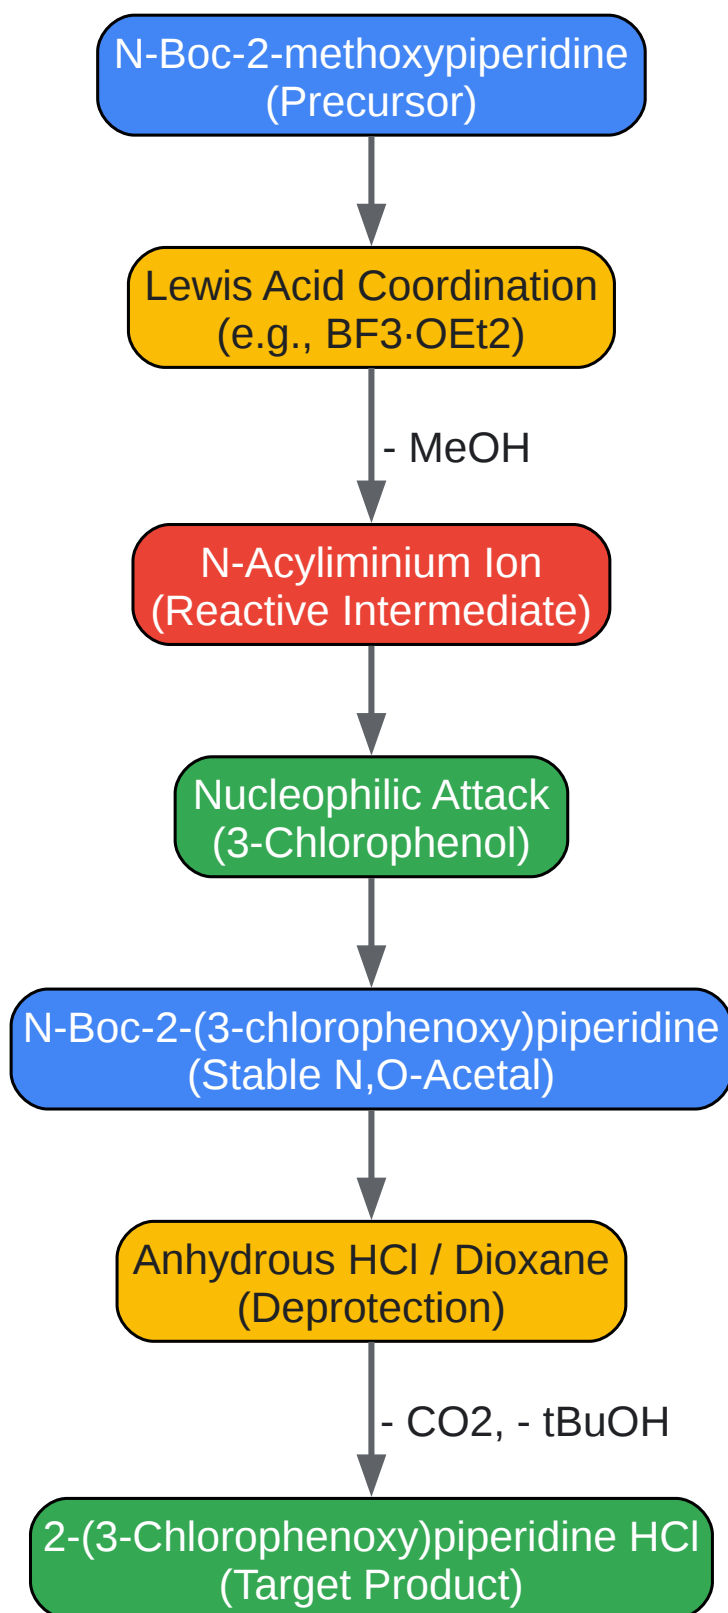 N-Boc-2-methoxypiperidine
(Precursor)
Lewis Acid Coordination
(e.g., BF3·OEt2)
- MeOH
N-Acyliminium Ion
(Reactive Intermediate)
Nucleophilic Attack
(3-Chlorophenol)
N-Boc-2-(3-chlorophenoxy)piperidine
(Stable N,O-Acetal)
Anhydrous HCl / Dioxane
(Deprotection)
- CO2, - tBuOH
2-(3-Chlorophenoxy)piperidine HCl
(Target Product)